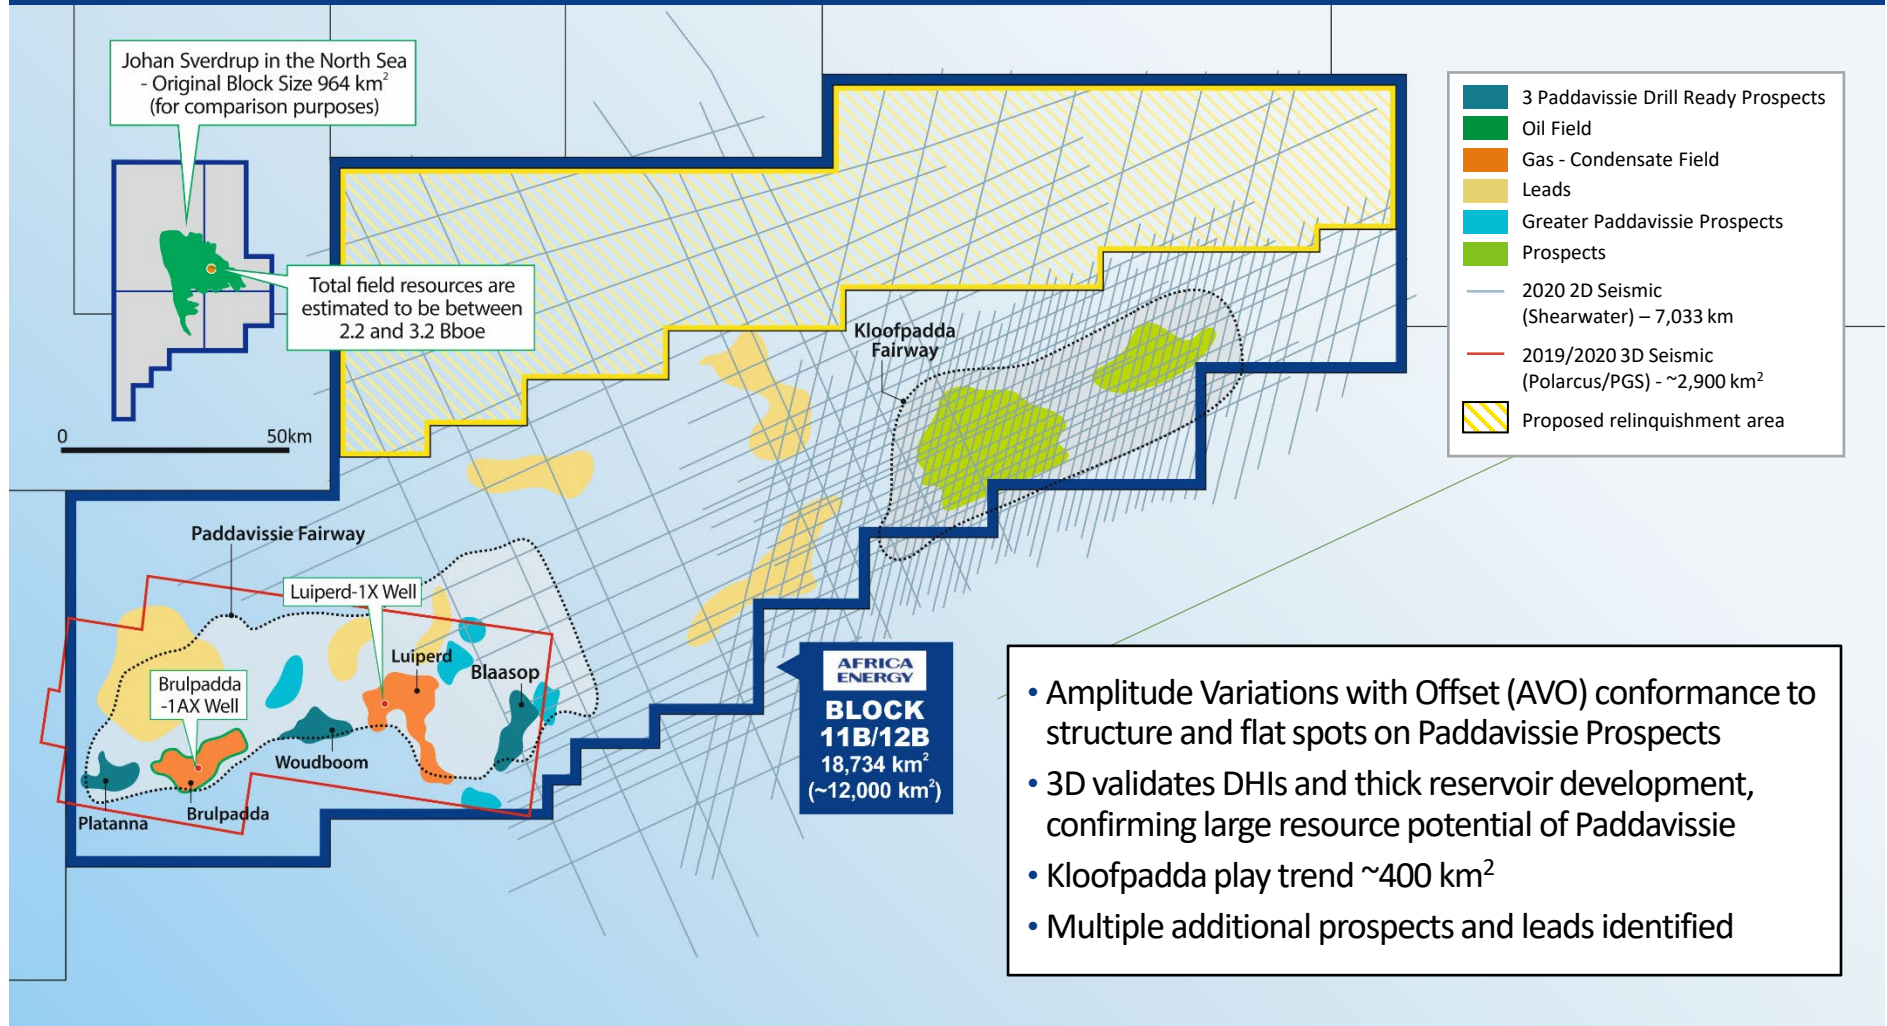 Johan Sverdrup in the North Sea
- Original Block Size 964 km²
(for comparison purposes)
Total field resources are
estimated to be between
2.2 and 3.2 Bboe
0 50km
Kloofpadda
Fairway
3 Paddavissie Drill Ready Prospects
Oil Field
Gas - Condensate Field
Leads
Greater Paddavissie Prospects
Prospects
2020 2D Seismic
(Shearwater) – 7,033 km
2019/2020 3D Seismic
(Polarcus/PGS) - ~2,900 km²
Proposed relinquishment area
Paddavissie Fairway
Luiperd-1X Well
Luiperd
Blaasop
Brulpadda
-1AX Well
Woudboom
Platanna
Brulpadda
AFRICA
ENERGY
BLOCK
11B/12B
18,734 km²
(~12,000 km²)
• Amplitude Variations with Offset (AVO) conformance to
structure and flat spots on Paddavissie Prospects
• 3D validates DHIs and thick reservoir development,
confirming large resource potential of Paddavissie
• Kloofpadda play trend ~400 km²
• Multiple additional prospects and leads identified